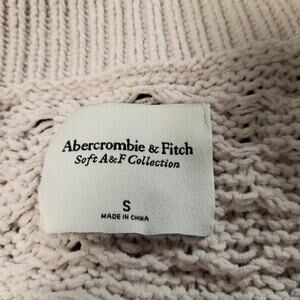 Abercrombie & Fitch
Soft A&F Collection
S
MADE IN CHINA